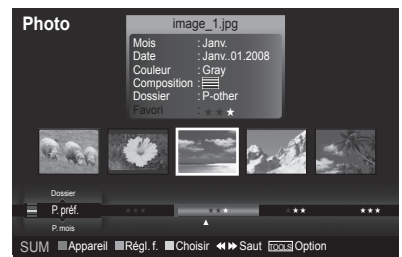 Photo
image_1.jpg
Mois : Janv.
Date : Janv..01.2008
Couleur : Gray
Composition :
Dossier : P-other
Favori : ★ ★ ★
Dossier
P. préf. ★★★ ★★★ ★★ ★★★
P. mois
SUM Appareil Régl. f. Choisir Saut TOOLS Option